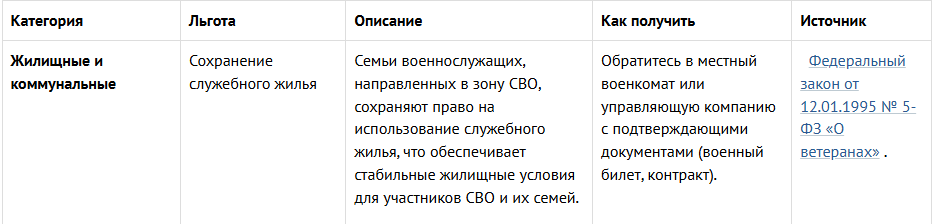 Категория
Льгота
Описание
Как получить
Источник
Жилищные и
коммунальные
Сохранение
служебного жилья
Семьи военнослужащих,
направленных в зону СВО,
сохраняют право на
использование служебного
жилья, что обеспечивает
стабильные жилищные условия
для участников СВО и их семей.
Обратитесь в местный
военкомат или
управляющую компанию
с подтверждающими
документами (военный
билет, контракт).
Федеральный
закон от
12.01.1995 № 5-
ФЗ «О
ветеранах» .